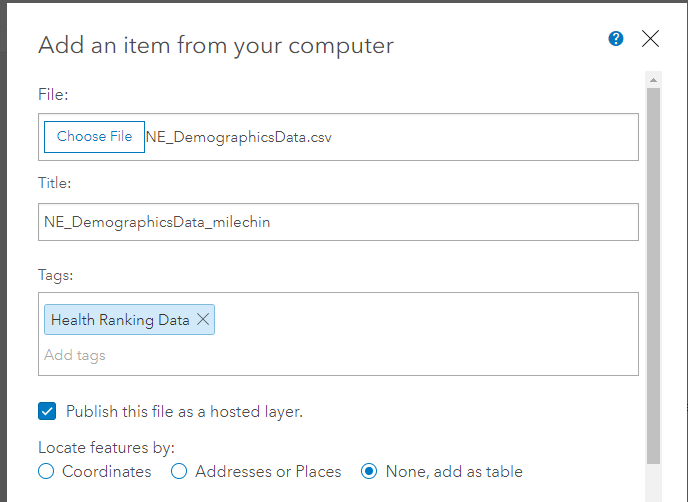 Add an item from your computer
?
File:
Choose File NE_DemographicsData.csv
Title:
NE_DemographicsData_milechin
Tags:
Health Ranking Data
Add tags
Publish this file as a hosted layer.
Locate features by:
Coordinates Addresses or Places None, add as table